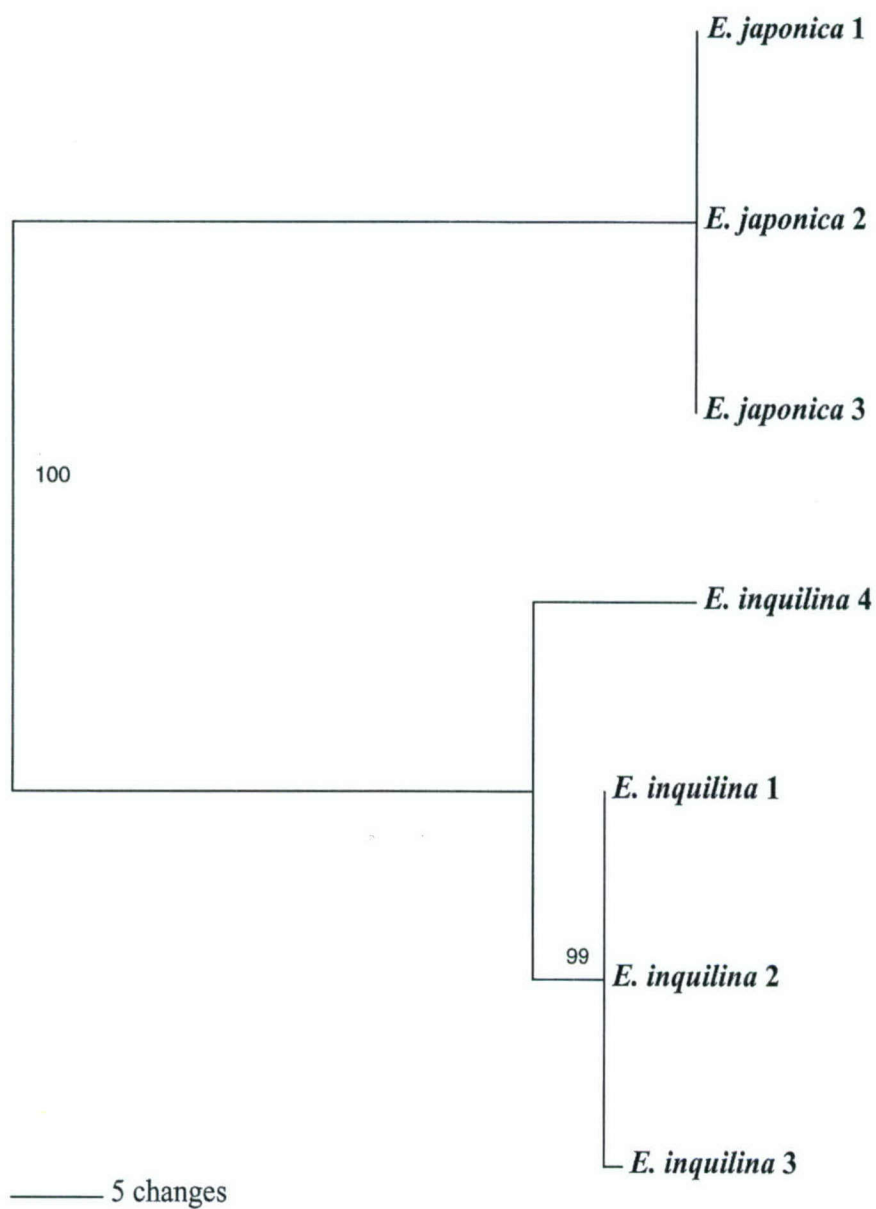 E. japonica 1
E. japonica 2
E. japonica 3
100
E. inquilina 4
E. inquilina 1
99
E. inquilina 2
E. inquilina 3
5 changes